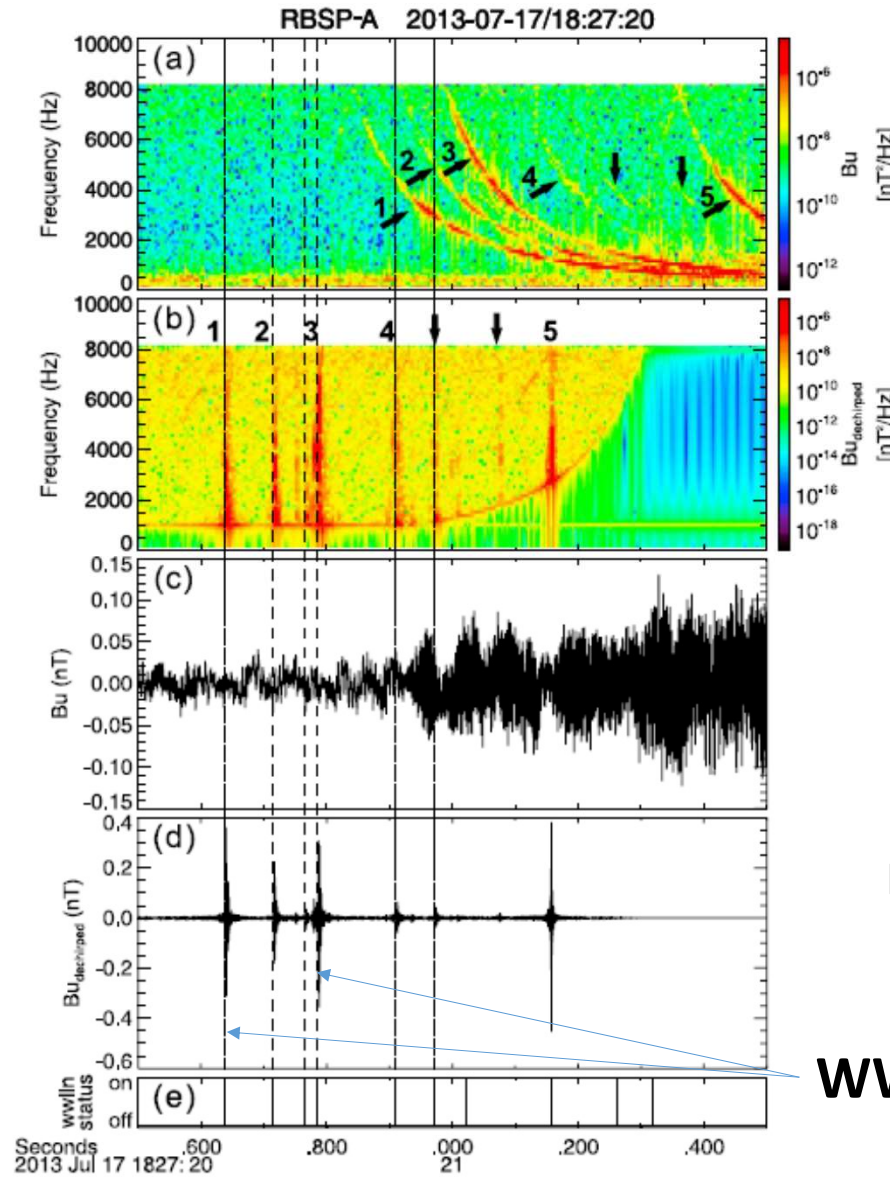 RBSP-A 2013-07-17/18:27:20
(a)
10000
8000
6000
4000
2000
0
Frequency (Hz)
1
2
3
4
5
10⁻⁶
10⁻⁸
10⁻¹⁰
10⁻¹²
Bu
[nT²/Hz]
(b)
10000
8000
6000
4000
2000
0
Frequency (Hz)
1
2
3
4
5
10⁻⁶
10⁻⁸
10⁻¹⁰
10⁻¹²
10⁻¹⁴
10⁻¹⁶
10⁻¹⁸
Bu dechirped
[nT²/Hz]
(c)
0.15
0.10
0.05
0.00
-0.05
-0.10
-0.15
Bu (nT)
(d)
0.4
0.2
0.0
-0.2
-0.4
-0.6
Bu dechirped (nT)
(e)
on
off
wwlln
status
Seconds .600 .800 .000 .200 .400
2013 Jul 17 1827: 20 21